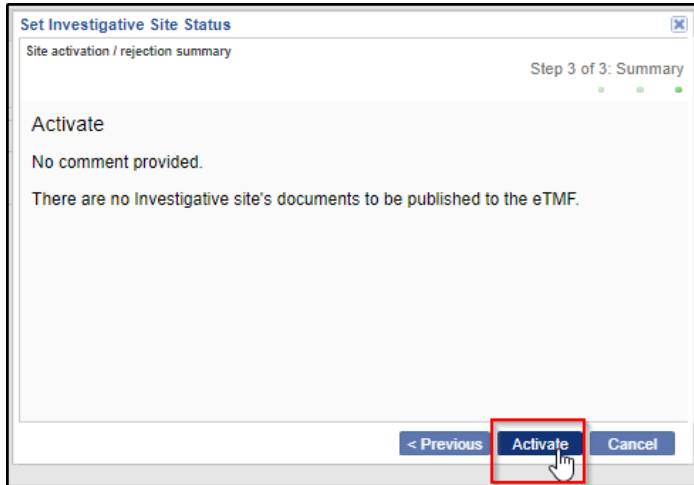 Set Investigative Site Status
Site activation / rejection summary
Step 3 of 3: Summary
Activate
No comment provided.
There are no Investigative site's documents to be published to the eTMF.
< Previous Activate Cancel